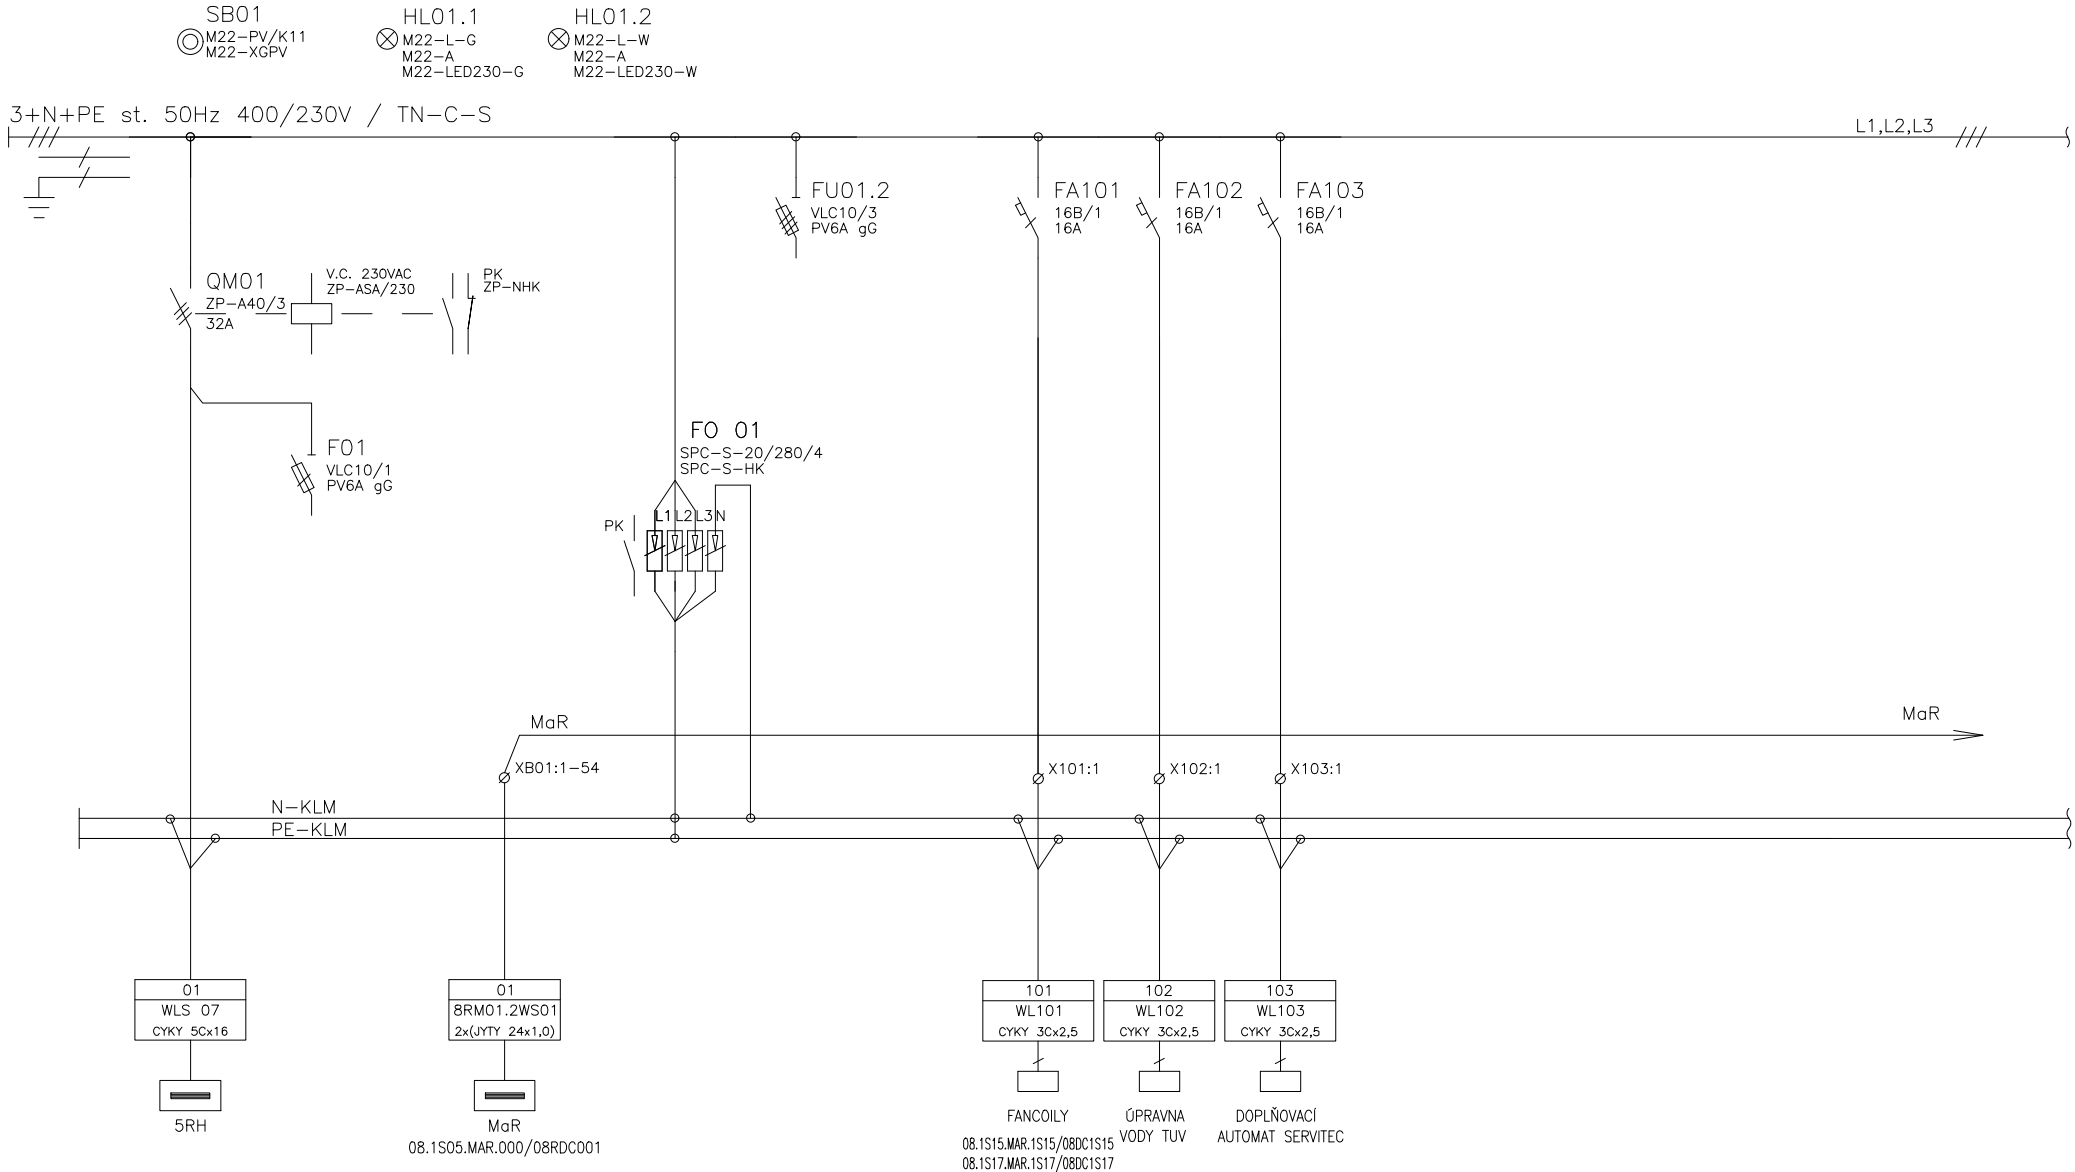 SB01
M22-PV/K11
M22-XGPV
HL01.1
M22-L-G
M22-A
M22-LED230-G
HL01.2
M22-L-W
M22-A
M22-LED230-W
3+N+PE st. 50Hz 400/230V / TN-C-S
L1,L2,L3
QM01
ZP-A40/3
32A
V.C. 230VAC
ZP-ASA/230
PK
ZP-NHK
F01
VLC10/1
PV6A gG
FO 01
SPC-S-20/280/4
SPC-S-HK
PK
L1 L2 L3 N
FU01.2
VLC10/3
PV6A gG
FA101
16B/1
16A
FA102
16B/1
16A
FA103
16B/1
16A
MaR
MaR
XB01:1-54
X101:1
X102:1
X103:1
N-KLM
PE-KLM
01
WLS 07
CYKY 5Cx16
5RH
01
8RM01.2WS01
2x(JYTY 24x1,0)
MaR
08.1S05.MAR.000/08RDC001
101
WL101
CYKY 3Cx2,5
FANCOILY
08.1S15.MAR.1S15/08DC1S15
08.1S17.MAR.1S17/08DC1S17
102
WL102
CYKY 3Cx2,5
ÚPRAVNA
VODY TUV
103
WL103
CYKY 3Cx2,5
DOPLŇOVACÍ
AUTOMAT SERVITEC